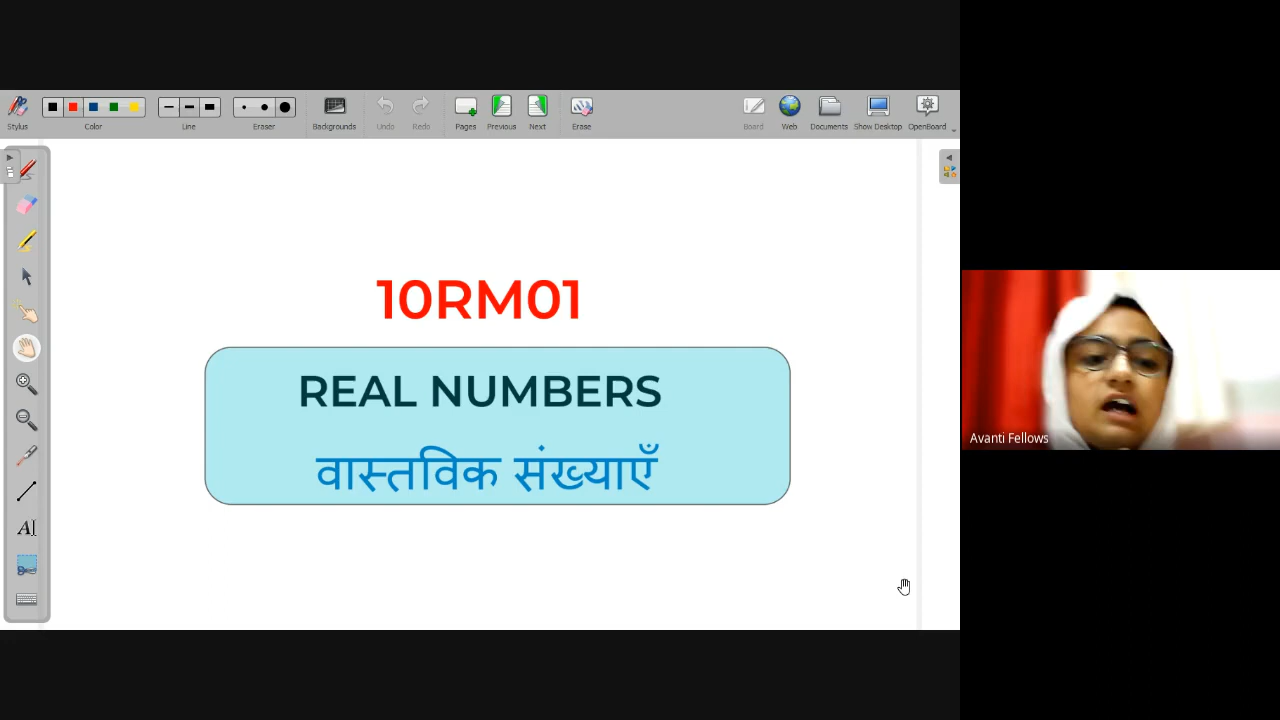 Stylus
Color
Line
Eraser
Backgrounds
Undo
Redo
Pages
Previous
Next
Erase
Board
Web
Documents
Show Desktop
OpenBoard
10RM01
REAL NUMBERS
वास्तविक संख्याएँ
A
Avanti Fellows